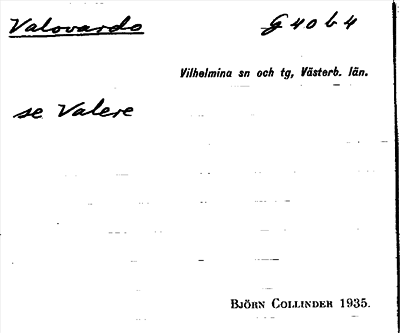 Valovardo G 40 b 4
Vilhelmina sn och tg, Västerb. län.
se Valere
BJÖRN COLLINDER 1935.